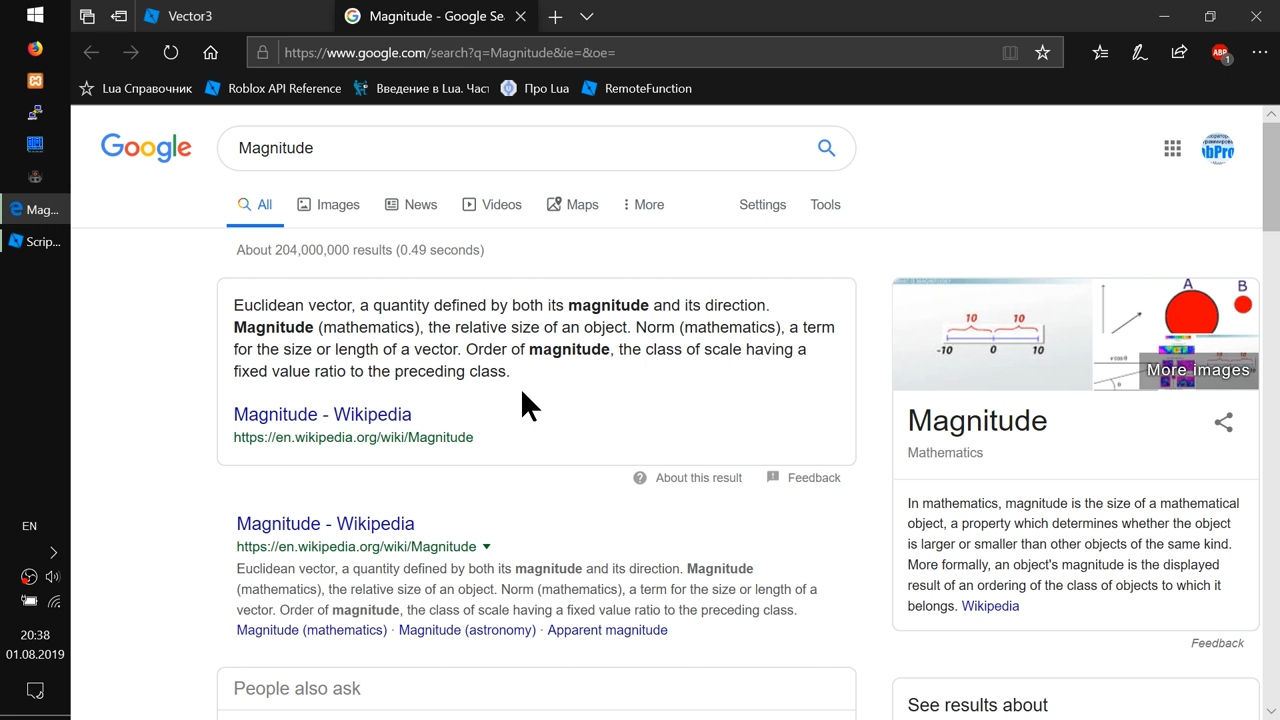 Vector3
Magnitude - Google Se
https://www.google.com/search?q=Magnitude&ie=&oe=
ABP
1
Lua Справочник
Roblox API Reference
Введение в Lua. Част
Про Lua
RemoteFunction
Mag...
Scrip...
EN
20:38
01.08.2019
Google
Magnitude
All
Images
News
Videos
Maps
More
Settings
Tools
About 204,000,000 results (0.49 seconds)
Euclidean vector, a quantity defined by both its magnitude and its direction.
Magnitude (mathematics), the relative size of an object. Norm (mathematics), a term
for the size or length of a vector. Order of magnitude, the class of scale having a
fixed value ratio to the preceding class.
Magnitude - Wikipedia
https://en.wikipedia.org/wiki/Magnitude
About this result
Feedback
Magnitude - Wikipedia
https://en.wikipedia.org/wiki/Magnitude
Euclidean vector, a quantity defined by both its magnitude and its direction. Magnitude
(mathematics), the relative size of an object. Norm (mathematics), a term for the size or length of a
vector. Order of magnitude, the class of scale having a fixed value ratio to the preceding class.
Magnitude (mathematics) · Magnitude (astronomy) · Apparent magnitude
People also ask
10 10
-10 0 10
A B
More images
Magnitude
Mathematics
In mathematics, magnitude is the size of a mathematical
object, a property which determines whether the object
is larger or smaller than other objects of the same kind.
More formally, an object's magnitude is the displayed
result of an ordering of the class of objects to which it
belongs. Wikipedia
Feedback
See results about